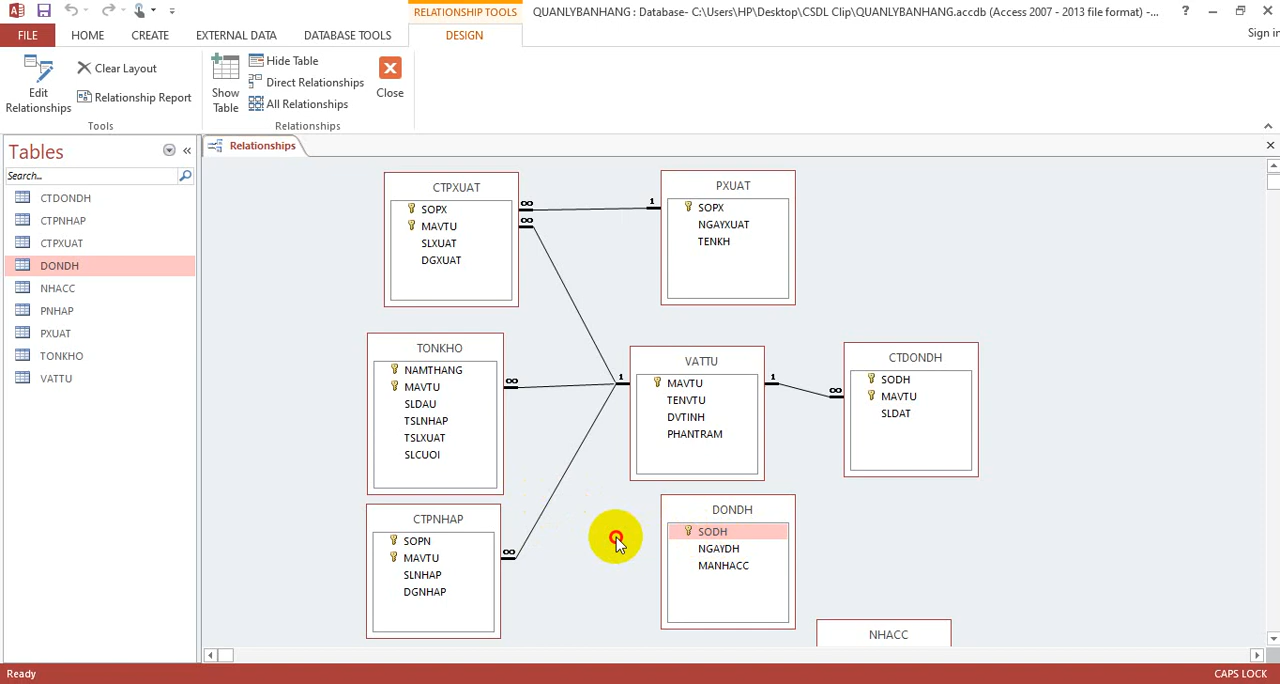 RELATIONSHIP TOOLS
QUANLYBANHANG : Database- C:\Users\HP\Desktop\CSDL Clip\QUANLYBANHANG.accdb (Access 2007 - 2013 file format) -...
?
FILE
HOME
CREATE
EXTERNAL DATA
DATABASE TOOLS
DESIGN
Sign in
Edit Relationships
Clear Layout
Relationship Report
Tools
Show Table
Hide Table
Direct Relationships
All Relationships
Relationships
Close
Tables
Search...
CTDONDH
CTPNHAP
CTPXUAT
DONDH
NHACC
PNHAP
PXUAT
TONKHO
VATTU
Relationships
CTPXUAT
SOPX
MAVTU
SLXUAT
DGXUAT
∞
∞
1
PXUAT
SOPX
NGAYXUAT
TENKH
TONKHO
NAMTHANG
MAVTU
SLDAU
TSLNHAP
TSLXUAT
SLCUOI
∞
1
VATTU
MAVTU
TENVTU
DVTINH
PHANTRAM
1
∞
CTDONDH
SODH
MAVTU
SLDAT
CTPNHAP
SOPN
MAVTU
SLNHAP
DGNHAP
∞
DONDH
SODH
NGAYDH
MANHACC
NHACC
Ready
CAPS LOCK